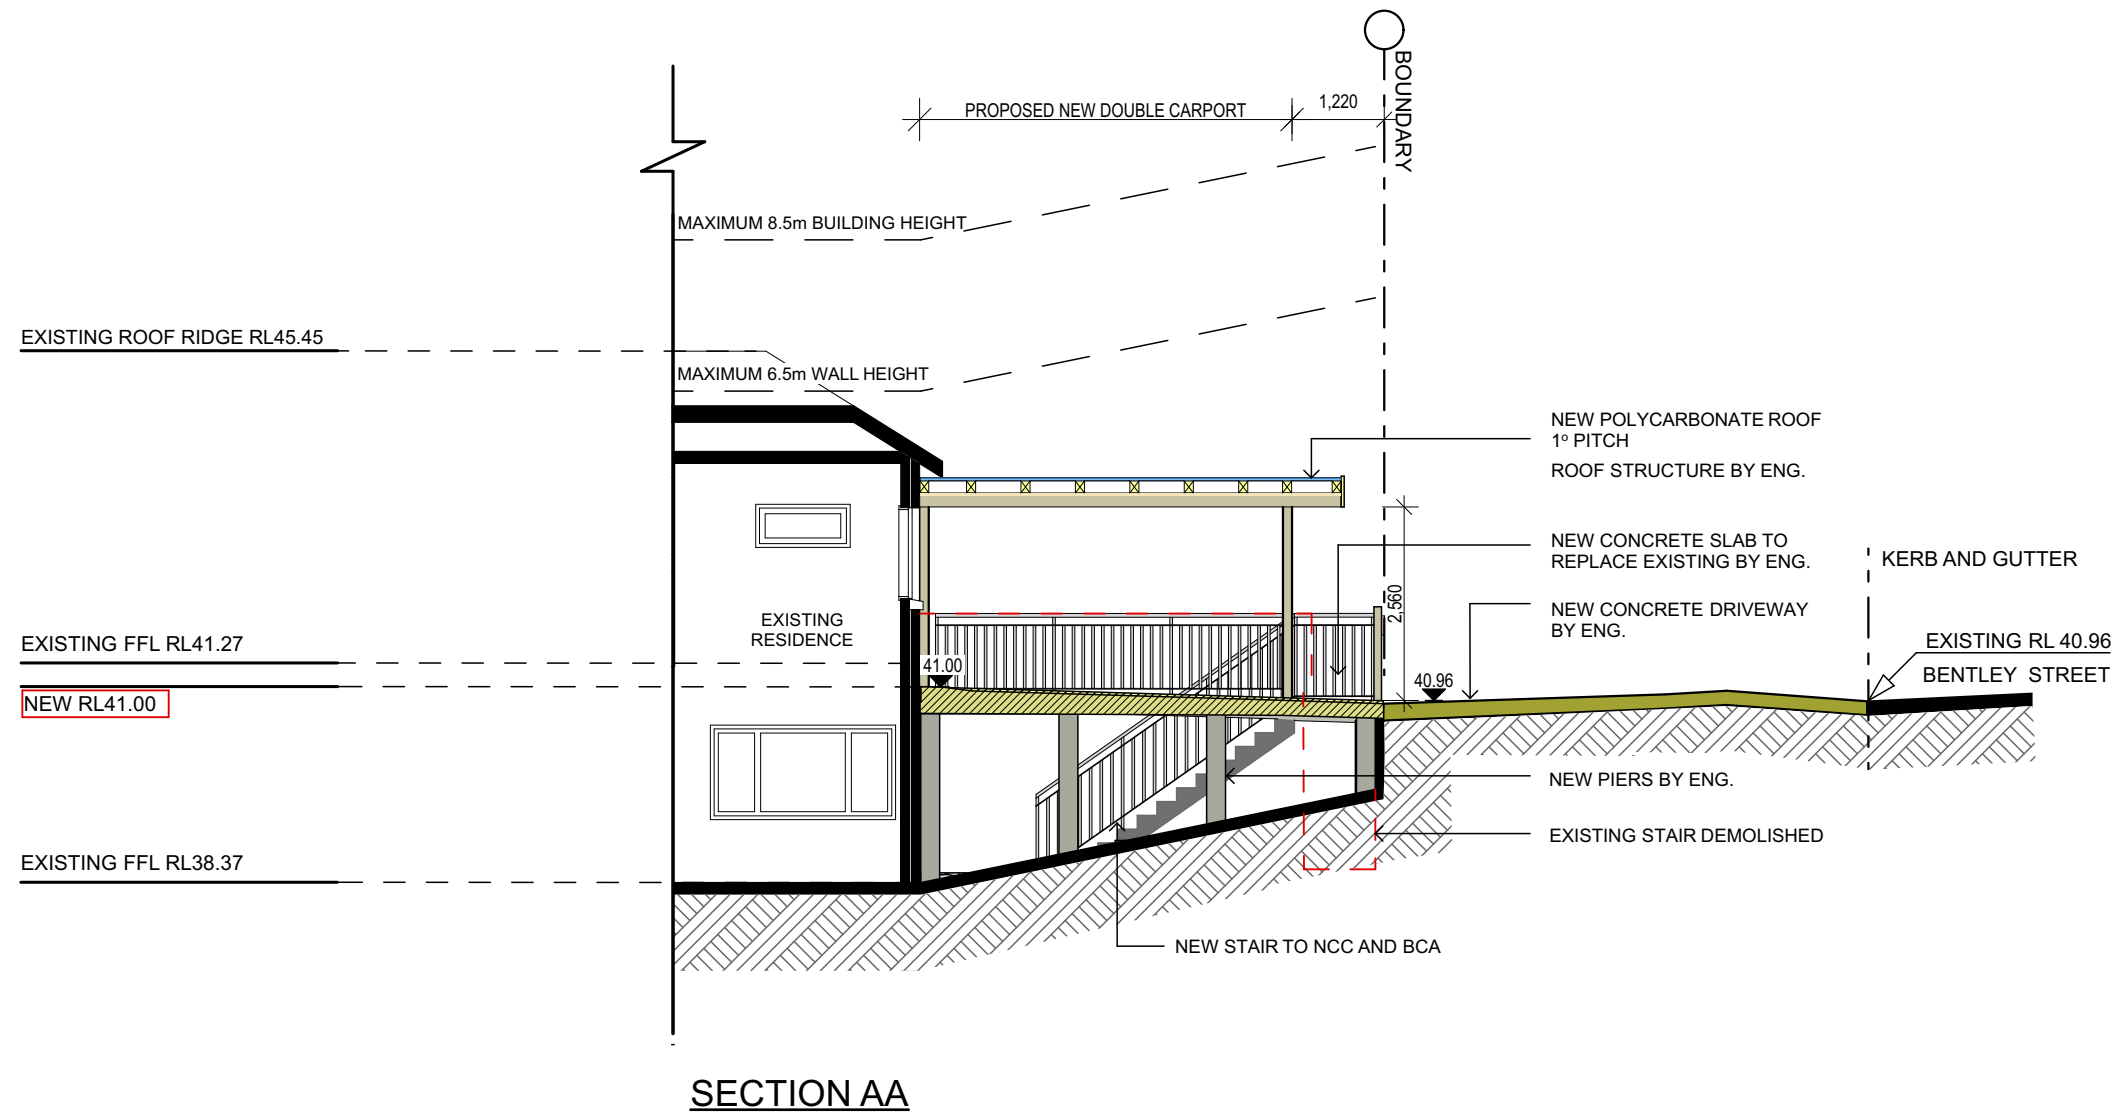 BOUNDARY
PROPOSED NEW DOUBLE CARPORT
1,220
MAXIMUM 8.5m BUILDING HEIGHT
EXISTING ROOF RIDGE RL45.45
MAXIMUM 6.5m WALL HEIGHT
NEW POLYCARBONATE ROOF
1º PITCH
ROOF STRUCTURE BY ENG.
NEW CONCRETE SLAB TO
REPLACE EXISTING BY ENG.
KERB AND GUTTER
2,560
NEW CONCRETE DRIVEWAY
BY ENG.
EXISTING
RESIDENCE
EXISTING FFL RL41.27
EXISTING RL 40.96
BENTLEY STREET
41.00
40.96
NEW RL41.00
NEW PIERS BY ENG.
EXISTING STAIR DEMOLISHED
EXISTING FFL RL38.37
NEW STAIR TO NCC AND BCA
SECTION AA